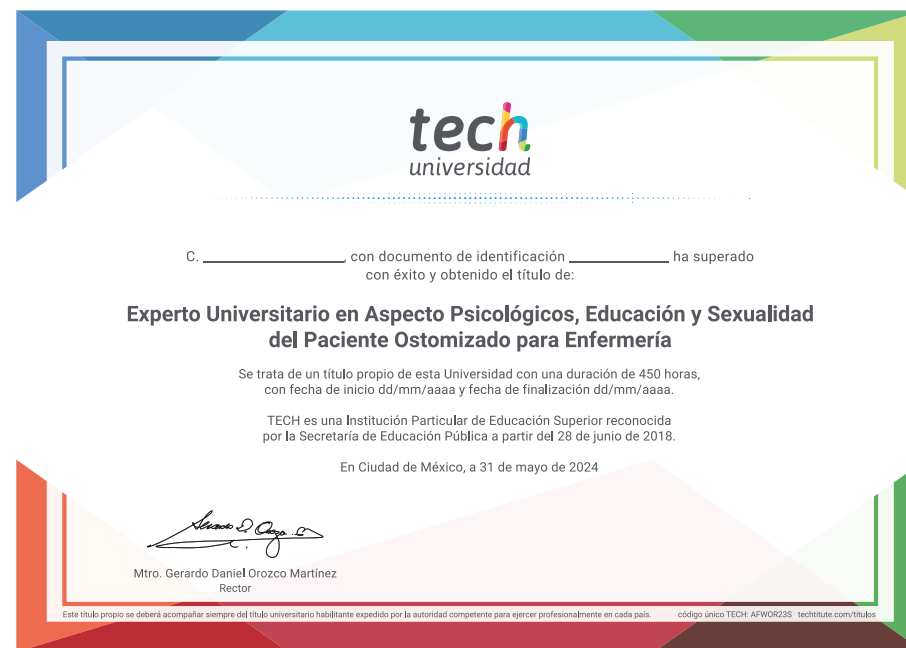 tech
universidad
C. ____________, con documento de identificación ____________ ha superado
con éxito y obtenido el título de:
Experto Universitario en Aspecto Psicológicos, Educación y Sexualidad
del Paciente Ostomizado para Enfermería
Se trata de un título propio de esta Universidad con una duración de 450 horas,
con fecha de inicio dd/mm/aaaa y fecha de finalización dd/mm/aaaa.
TECH es una Institución Particular de Educación Superior reconocida
por la Secretaría de Educación Pública a partir del 28 de junio de 2018.
En Ciudad de México, a 31 de mayo de 2024
Mtro. Gerardo Daniel Orozco Martínez
Rector
Este título propio se deberá acompañar siempre del título universitario habilitante expedido por la autoridad competente para ejercer profesionalmente en cada país. código único TECH: AFWOR23S techtitute.com/titulos